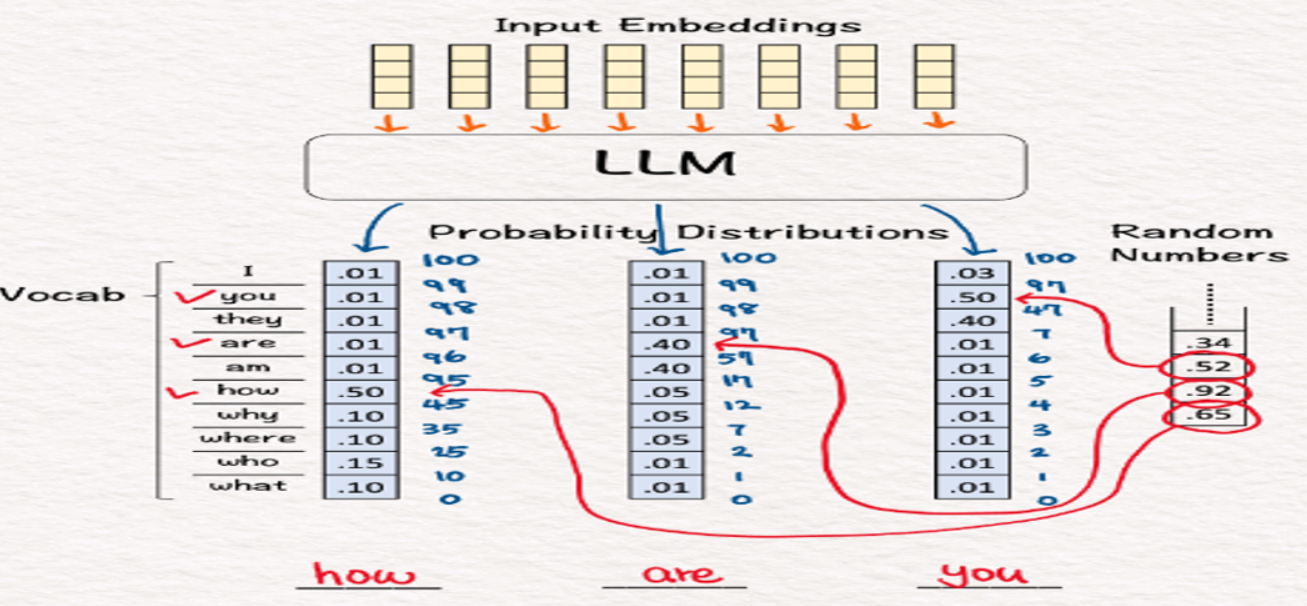 Input Embeddings
LLM
Probability Distributions
Random
Numbers
Vocab
I .01 100 .01 100 .03 100
you .01 99 .01 99 .50 97
they .01 98 .01 98 .40 47
are .01 97 .40 97 .01 7 .34
am .01 96 .40 57 .01 6 .52
how .50 95 .05 17 .01 5 .92
why .10 45 .05 12 .01 4 .65
where .10 35 .05 7 .01 3
who .15 25 .01 2 .01 2
what .10 10 .01 1 .01 1
0 0 0
how are you